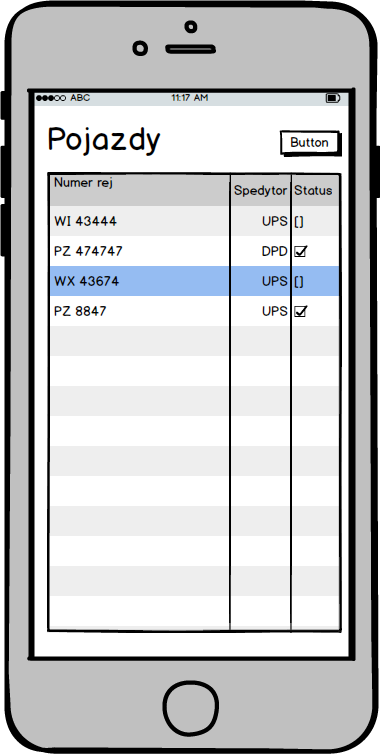 ABC 11:17 AM
Pojazdy
Button
Numer rej Spedytor Status
WI 43444 UPS []
PZ 474747 DPD
WX 43674 UPS []
PZ 8847 UPS